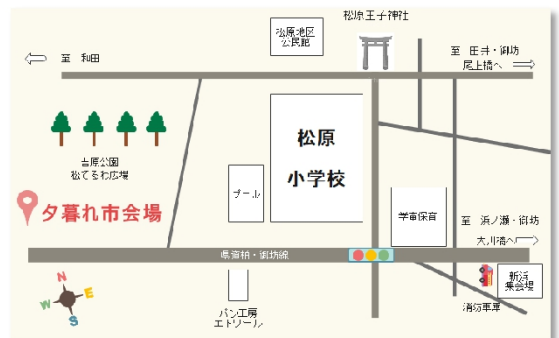 松原王子神社
松原地区
公民館
至 和田
至 田井・御坊
尾上橋へ
松原
小学校
吉原公園
松てるわ広場
プール
学童保育
夕暮れ市会場
至 浜ノ瀬・御坊
大川橋へ
県道柏・御坊線
新浜
集会場
消防車庫
パン工房
エトワール
N
E
W
S